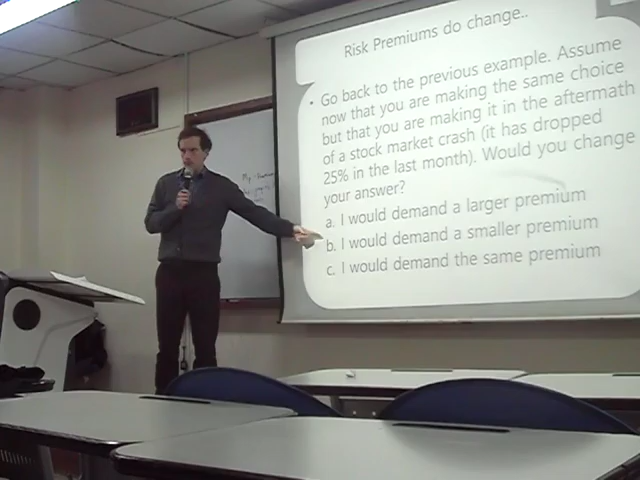 Risk Premiums do change..
• Go back to the previous example. Assume
now that you are making the same choice
but that you are making it in the aftermath
of a stock market crash (it has dropped
25% in the last month). Would you change
your answer?
a. I would demand a larger premium
b. I would demand a smaller premium
c. I would demand the same premium